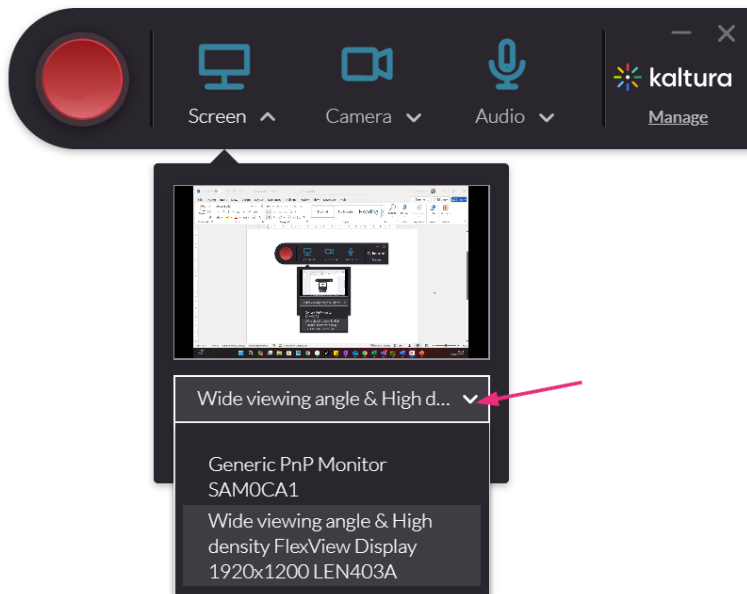 Screen
Camera
Audio
kaltura
Manage
Wide viewing angle & High d...
Generic PnP Monitor
SAM0CA1
Wide viewing angle & High
density FlexView Display
1920x1200 LEN403A